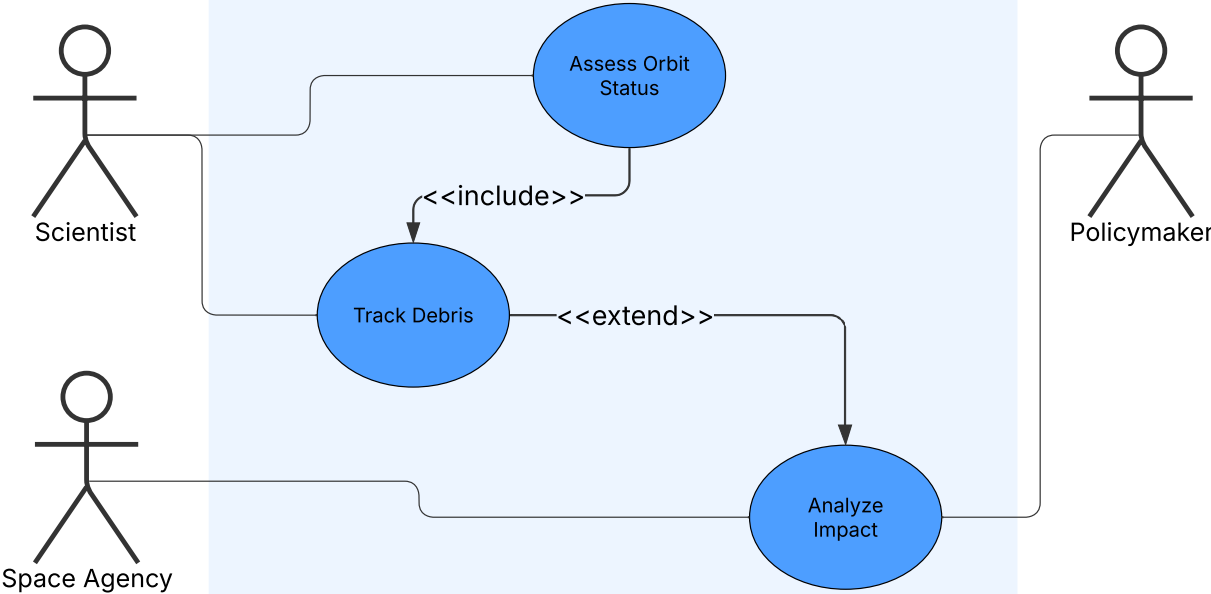 Assess Orbit
Status
<<include>>
Scientist
Policymaker
Track Debris
<<extend>>
Analyze
Impact
Space Agency